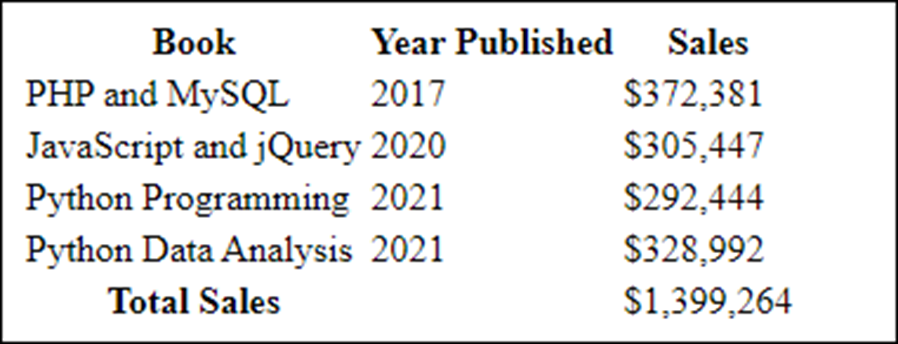 Book Year Published Sales
PHP and MySQL 2017 $372,381
JavaScript and jQuery 2020 $305,447
Python Programming 2021 $292,444
Python Data Analysis 2021 $328,992
Total Sales $1,399,264